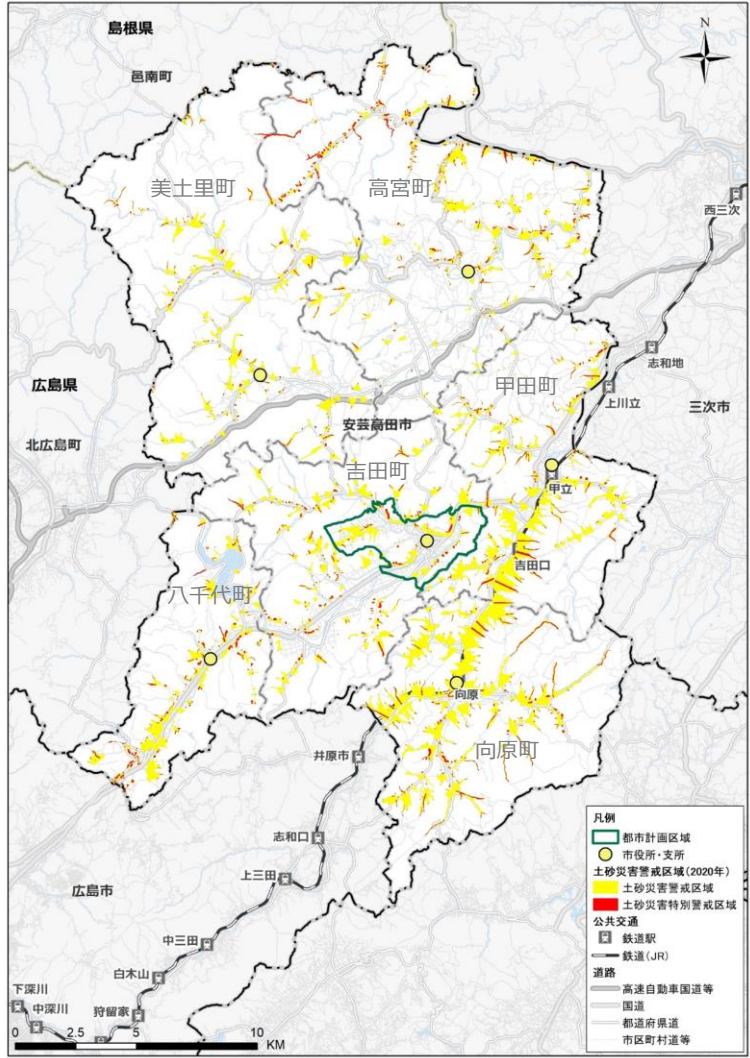 島根県
N
邑南町
美土里町
高宮町
西三次
志和地
広島県
甲田町
上川立
三次市
安芸高田市
北広島町
吉田町
甲立
吉田口
八千代町
向原
向原町
井原市
志和口
上三田
広島市
中三田
白木山
下深川
中深川
狩留家
0 2.5 5 10
KM
凡例
都市計画区域
市役所・支所
土砂災害警戒区域(2020年)
土砂災害警戒区域
土砂災害特別警戒区域
公共交通
鉄道駅
鉄道(JR)
道路
高速自動車国道等
国道
都道府県道
市区町村道等